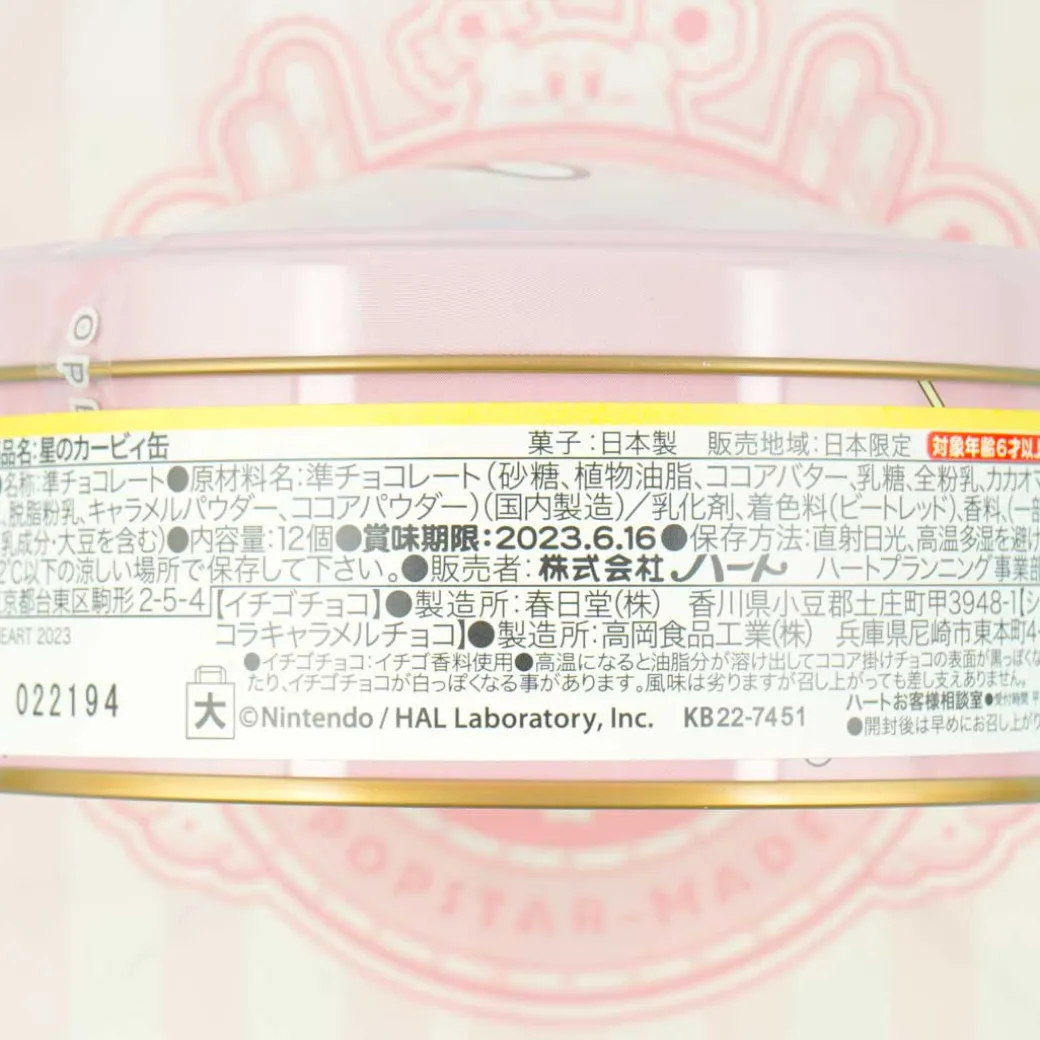 OPE
品名:星のカービィ缶 菓子:日本製 販売地域:日本限定 対象年齢6才以上
名称:準チョコレート●原材料名:準チョコレート(砂糖、植物油脂、ココアバター、乳糖、全粉乳、カカオマ
、脱脂粉乳、キャラメルパウダー、ココアパウダー)(国内製造)/乳化剤、着色料(ビートレッド)、香料、(一部
乳成分・大豆を含む)●内容量:12個●賞味期限:2023.6.16●保存方法:直射日光、高温多湿を避け
2℃以下の涼しい場所で保存して下さい。●販売者:株式会社ハート ハートプランニング事業部
京都台東区駒形2-5-4【イチゴチョコ】●製造所:春日堂(株) 香川県小豆郡土庄町甲3948-1【シ
コラキャラメルチョコ】●製造所:高岡食品工業(株) 兵庫県尼崎市東本町4-
EART 2023
●イチゴチョコ:イチゴ香料使用●高温になると油脂分が溶け出してココア掛けチョコの表面が黒っぽくな
たり、イチゴチョコが白っぽくなる事があります。風味は劣りますが召し上がっても差し支えありません。
022194 大 ©Nintendo / HAL Laboratory, Inc. KB22-7451
ハートお客様相談室●受付時間 平
●開封後は早めにお召し上がり
POPSTAR-MADE